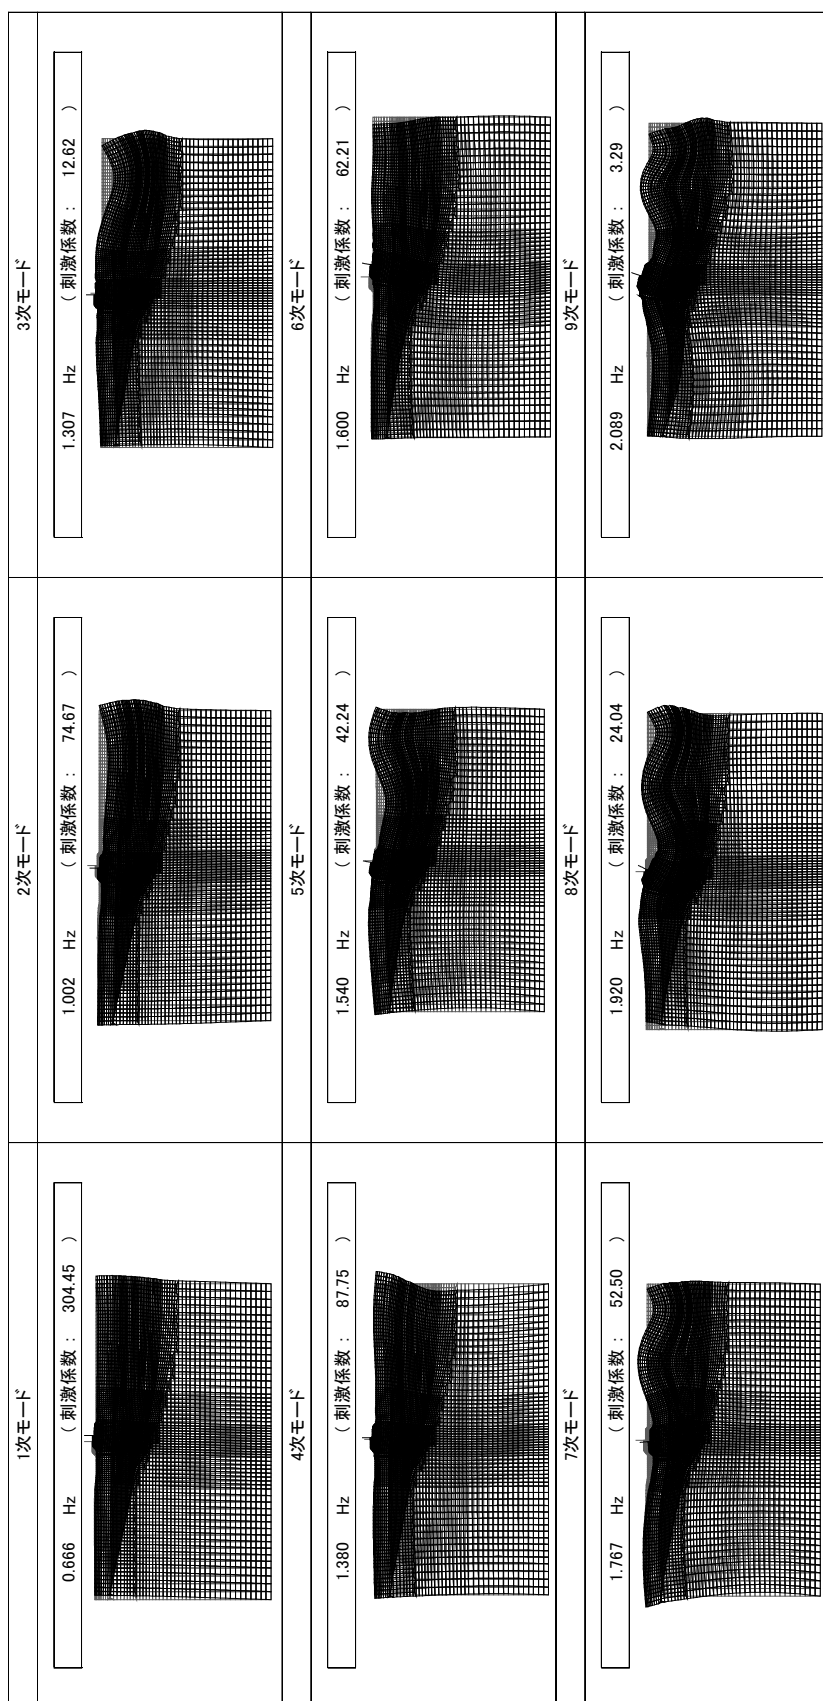 1次モード
0.666 Hz （ 刺激係数 : 304.45 ）
2次モード
1.002 Hz （ 刺激係数 : 74.67 ）
3次モード
1.307 Hz （ 刺激係数 : 12.62 ）
4次モード
1.380 Hz （ 刺激係数 : 87.75 ）
5次モード
1.540 Hz （ 刺激係数 : 42.24 ）
6次モード
1.600 Hz （ 刺激係数 : 62.21 ）
7次モード
1.767 Hz （ 刺激係数 : 52.50 ）
8次モード
1.920 Hz （ 刺激係数 : 24.04 ）
9次モード
2.089 Hz （ 刺激係数 : 3.29 ）